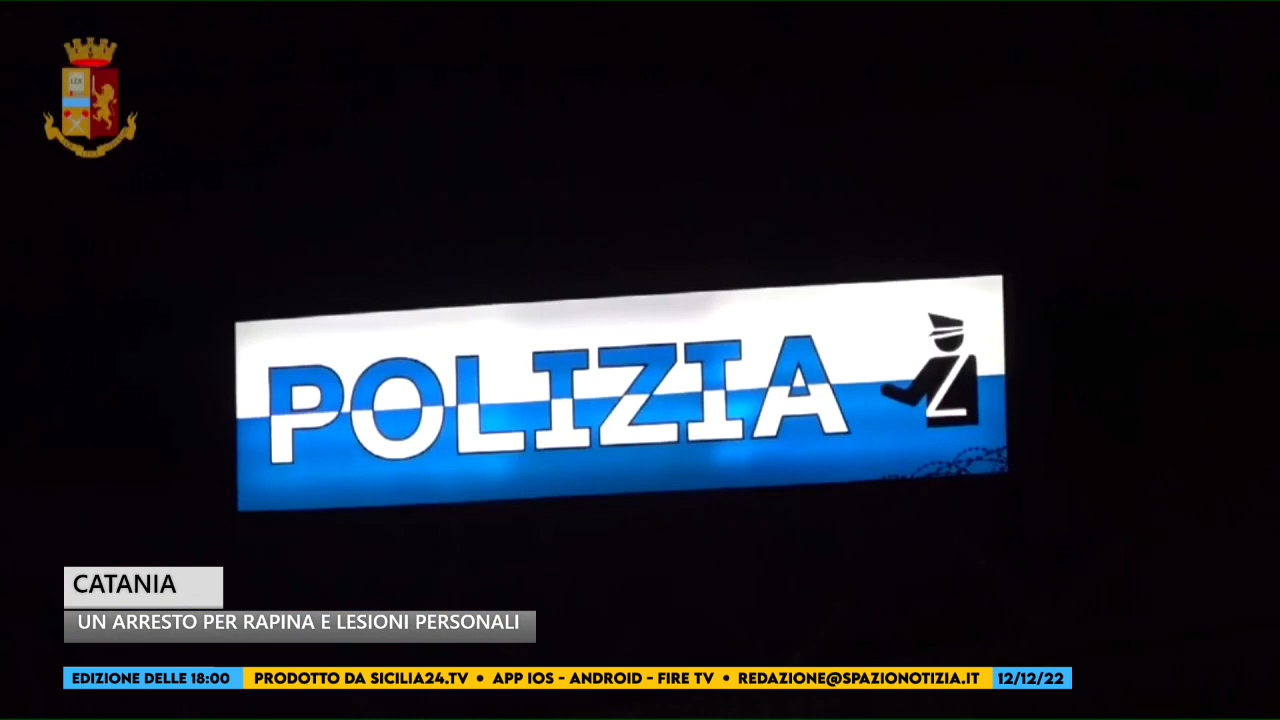 LEX
POLIZIA
CATANIA
UN ARRESTO PER RAPINA E LESIONI PERSONALI
EDIZIONE DELLE 18:00 PRODOTTO DA SICILIA24.TV • APP IOS - ANDROID - FIRE TV • REDAZIONE@SPAZIONOTIZIA.IT 12/12/22